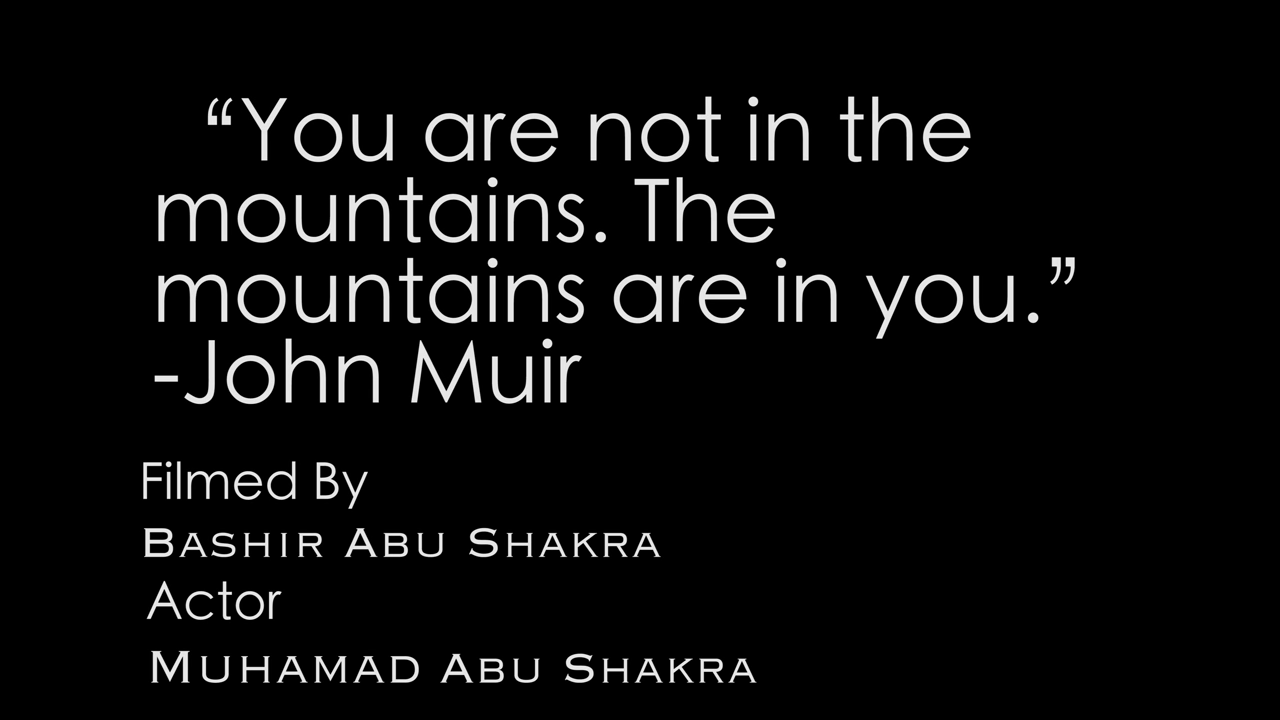 “You are not in the
mountains. The
mountains are in you.”
-John Muir
Filmed By
BASHIR ABU SHAKRA
Actor
MUHAMAD ABU SHAKRA